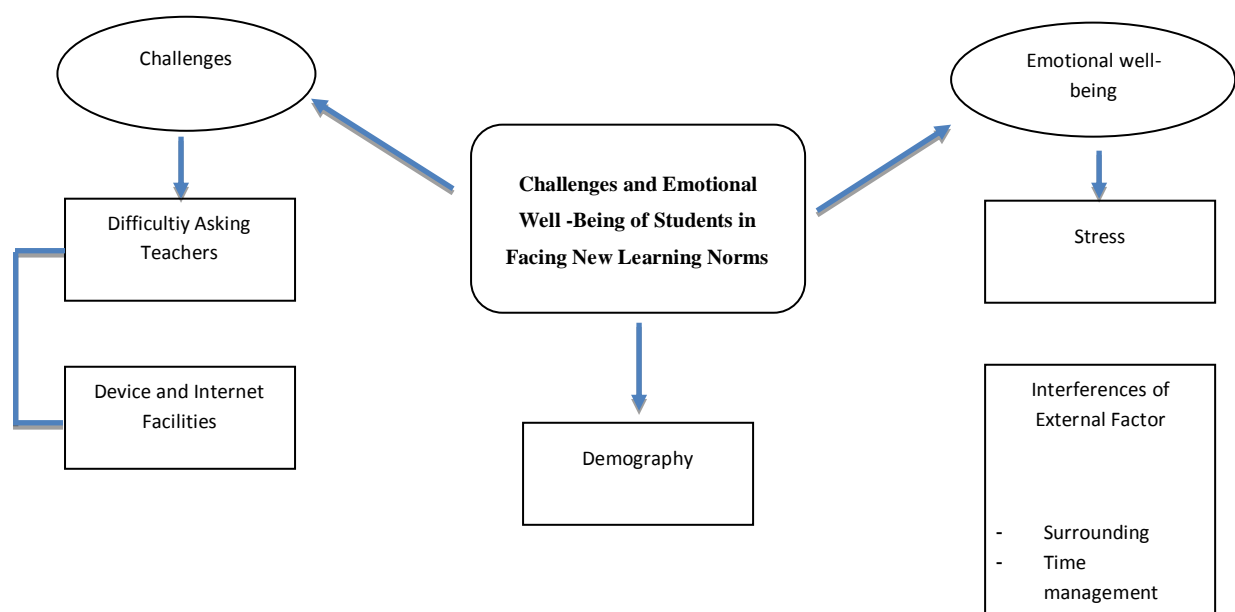 Challenges
Difficultiy Asking
Teachers
Device and Internet
Facilities
Challenges and Emotional
Well -Being of Students in
Facing New Learning Norms
Demography
Emotional well-
being
Stress
Interferences of
External Factor
- Surrounding
- Time
management